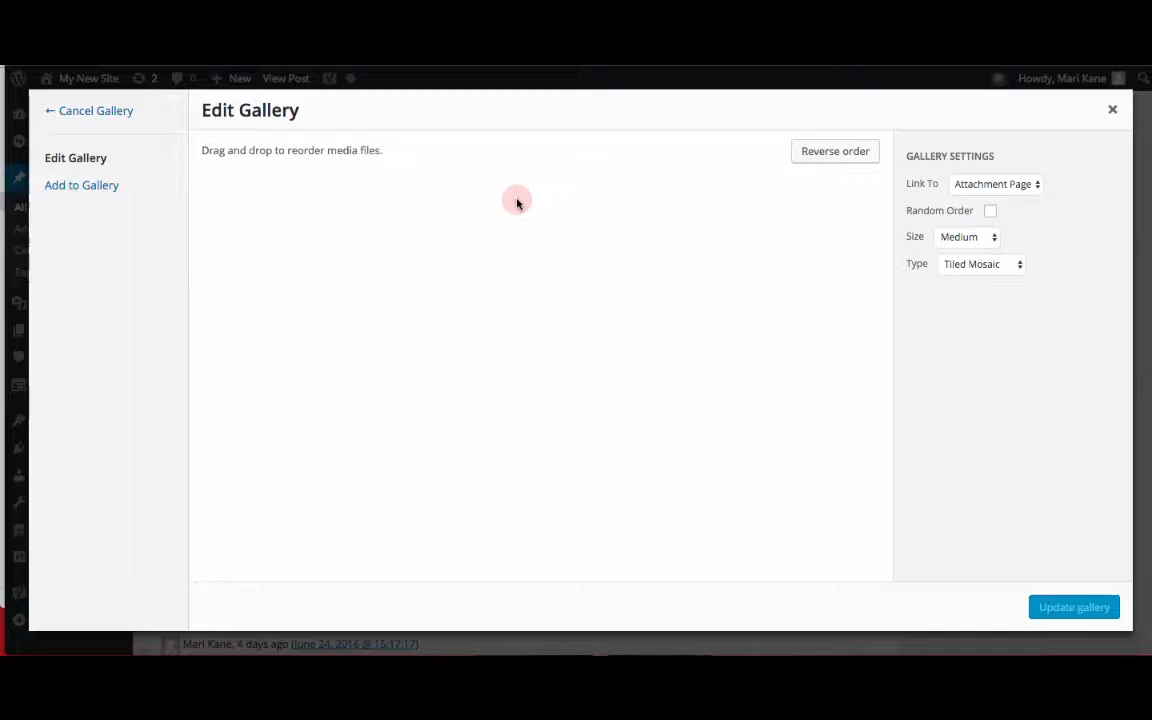 My New Site 2 0 New View Post Howdy, Mari Kane
← Cancel Gallery
Edit Gallery
×
Edit Gallery
Add to Gallery
Drag and drop to reorder media files.
Reverse order
GALLERY SETTINGS
Link To Attachment Page
Random Order
Size Medium
Type Tiled Mosaic
All
Update gallery
Mari Kane, 4 days ago (June 24, 2016 @ 15:17:17)